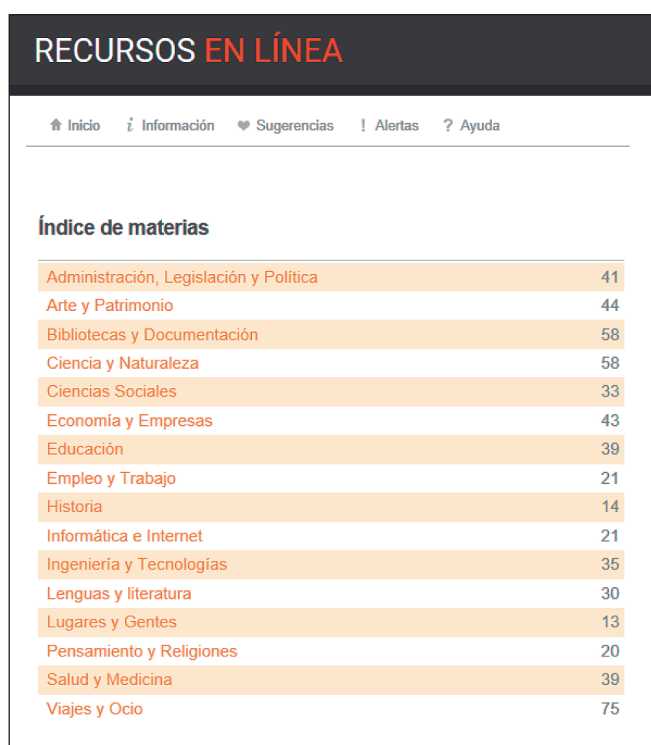 RECURSOS EN LÍNEA
Inicio i Información Sugerencias ! Alertas ? Ayuda
Índice de materias
Administración, Legislación y Política 41
Arte y Patrimonio 44
Bibliotecas y Documentación 58
Ciencia y Naturaleza 58
Ciencias Sociales 33
Economía y Empresas 43
Educación 39
Empleo y Trabajo 21
Historia 14
Informática e Internet 21
Ingeniería y Tecnologías 35
Lenguas y literatura 30
Lugares y Gentes 13
Pensamiento y Religiones 20
Salud y Medicina 39
Viajes y Ocio 75